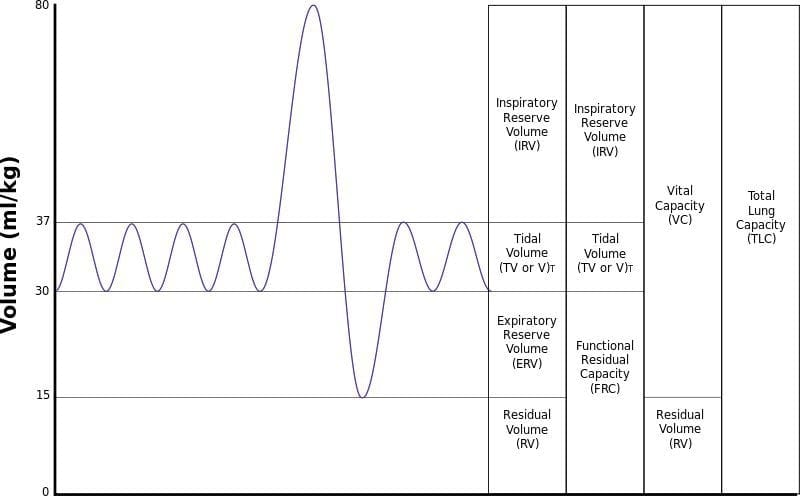 80
37
30
15
0
Volume (ml/kg)
Inspiratory
Reserve
Volume
(IRV)
Tidal
Volume
(TV or V)T
Expiratory
Reserve
Volume
(ERV)
Residual
Volume
(RV)
Inspiratory
Reserve
Volume
(IRV)
Tidal
Volume
(TV or V)T
Functional
Residual
Capacity
(FRC)
Vital
Capacity
(VC)
Residual
Volume
(RV)
Total
Lung
Capacity
(TLC)